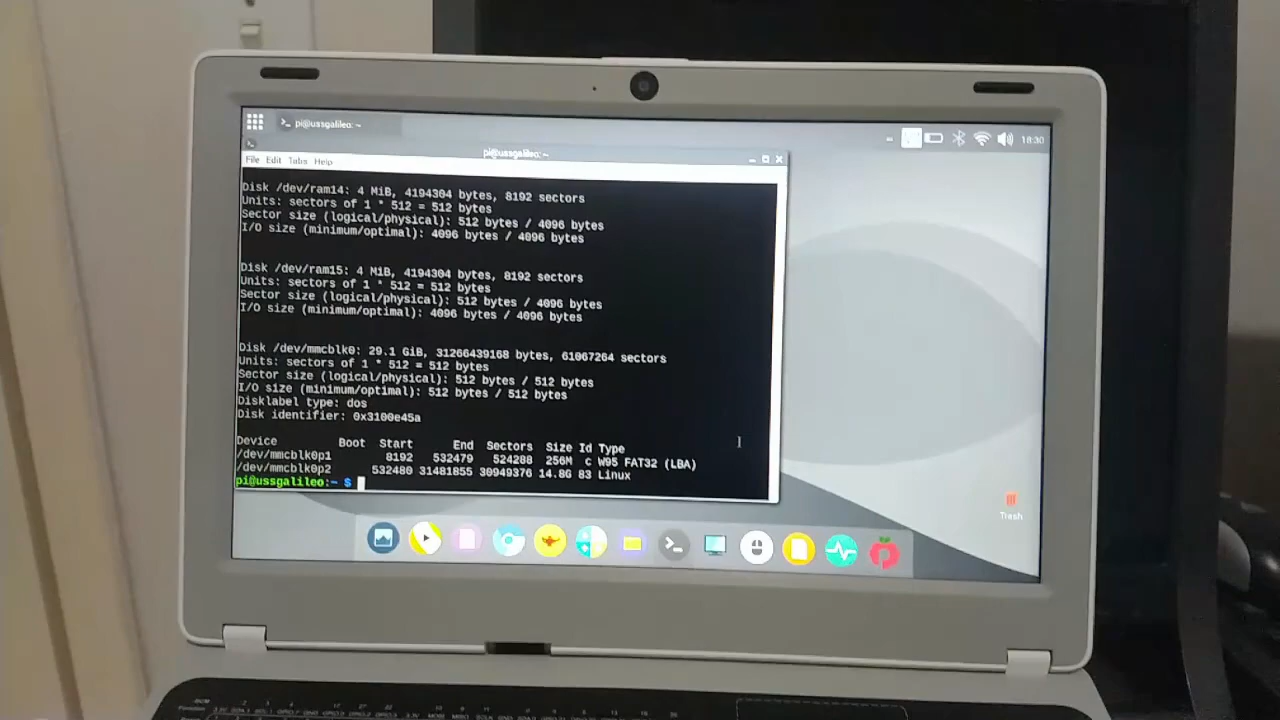 pi@ussgalileo: ~
18:30
pi@ussgalileo: ~
File Edit Tabs Help
Disk /dev/ram14: 4 MiB, 4194304 bytes, 8192 sectors
Units: sectors of 1 * 512 = 512 bytes
Sector size (logical/physical): 512 bytes / 4096 bytes
I/O size (minimum/optimal): 4096 bytes / 4096 bytes
Disk /dev/ram15: 4 MiB, 4194304 bytes, 8192 sectors
Units: sectors of 1 * 512 = 512 bytes
Sector size (logical/physical): 512 bytes / 4096 bytes
I/O size (minimum/optimal): 4096 bytes / 4096 bytes
Disk /dev/mmcblk0: 29.1 GiB, 31266439168 bytes, 61067264 sectors
Units: sectors of 1 * 512 = 512 bytes
Sector size (logical/physical): 512 bytes / 512 bytes
I/O size (minimum/optimal): 512 bytes / 512 bytes
Disklabel type: dos
Disk identifier: 0x3100e45a
Device Boot Start End Sectors Size Id Type
/dev/mmcblk0p1 8192 532479 524288 256M c W95 FAT32 (LBA)
/dev/mmcblk0p2 532480 31481855 30949376 14.8G 83 Linux
pi@ussgalileo:~ $
Trash